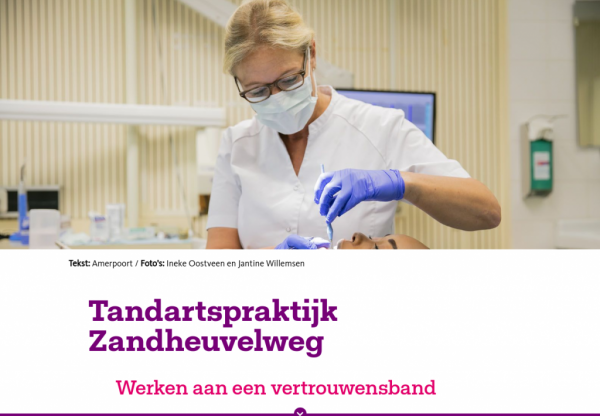 Tekst: Amerpoort / Foto's: Ineke Oostveen en Jantine Willemsen
Tandartspraktijk
Zandheuvelweg
Werken aan een vertrouwensband